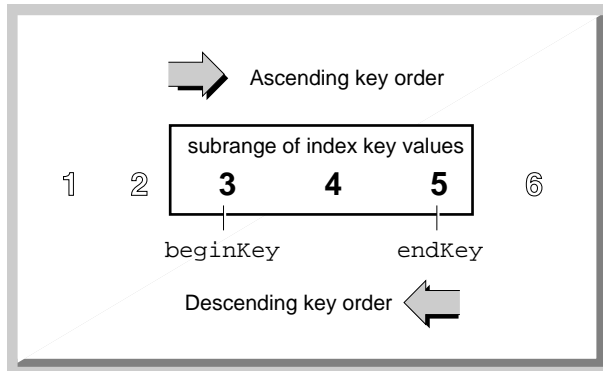 Ascending key order
subrange of index key values
1 2 3 4 5 6
beginKey endKey
Descending key order